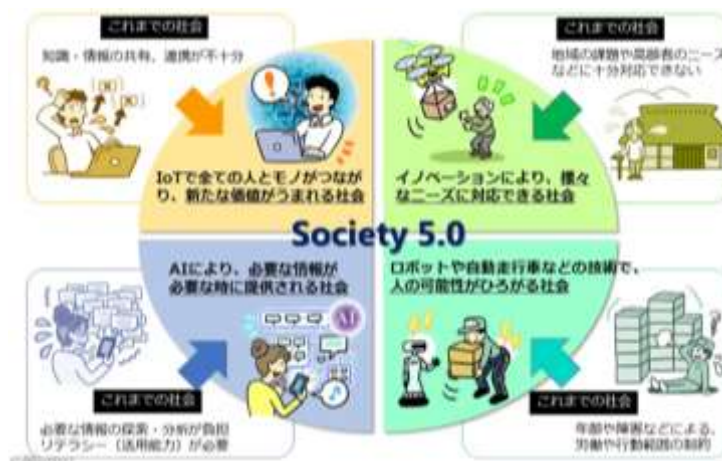 これまでの社会
知識・情報の共有、連携が不十分
IoTで全ての人とモノがつなが
り、新たな価値がうまれる社会
これまでの社会
地域の課題や高齢者のニーズ
などに十分対応できない
イノベーションにより、様々
なニーズに対応できる社会
Society 5.0
AIにより、必要な情報が
必要な時に提供される社会
AI
これまでの社会
必要な情報の探索・分析が負担
リテラシー（活用能力）が必要
ロボットや自動走行車などの技術で、
人の可能性がひろがる社会
これまでの社会
年齢や障害などによる、
労働や行動範囲の制約